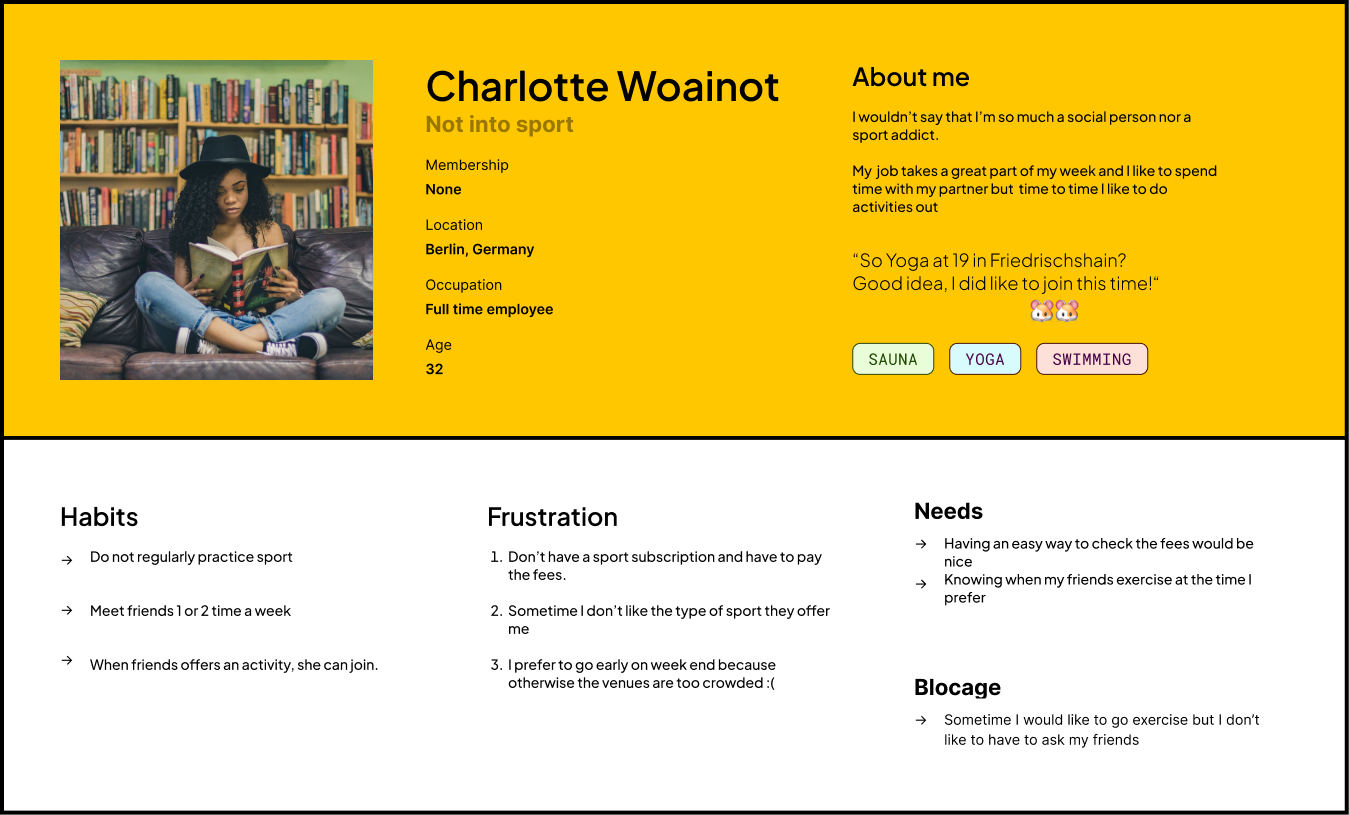 Charlotte Woainot
Not into sport
Membership
None
Location
Berlin, Germany
Occupation
Full time employee
Age
32
About me
I wouldn’t say that I’m so much a social person nor a
sport addict.
My job takes a great part of my week and I like to spend
time with my partner but time to time I like to do
activities out
“So Yoga at 19 in Friedrischshain?
Good idea, I did like to join this time!“
🐹🐹
SAUNA
YOGA
SWIMMING
Habits
→ Do not regularly practice sport
→ Meet friends 1 or 2 time a week
→ When friends offers an activity, she can join.
Frustration
1. Don’t have a sport subscription and have to pay
the fees.
2. Sometime I don’t like the type of sport they offer
me
3. I prefer to go early on week end because
otherwise the venues are too crowded :(
Needs
→ Having an easy way to check the fees would be
nice
→ Knowing when my friends exercise at the time I
prefer
Blocage
→ Sometime I would like to go exercise but I don’t
like to have to ask my friends